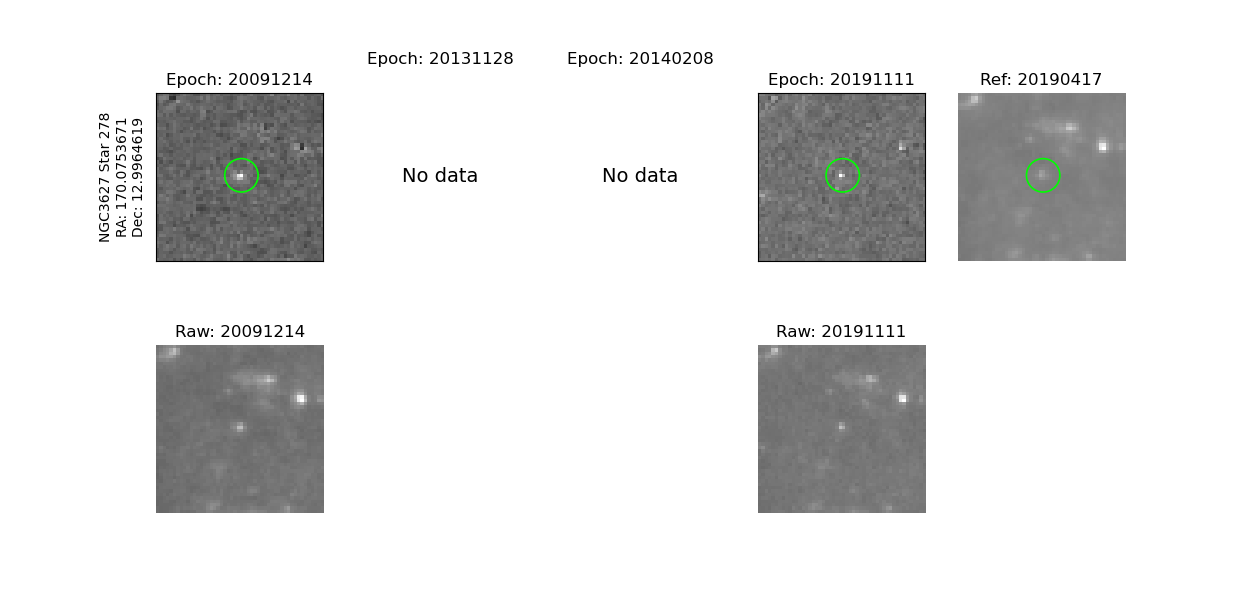 Epoch: 20131128
Epoch: 20140208
Epoch: 20091214
Epoch: 20191111
Ref: 20190417
NGC3627 Star 278
RA: 170.0753671
Dec: 12.9964619
No data
No data
Raw: 20091214
Raw: 20191111